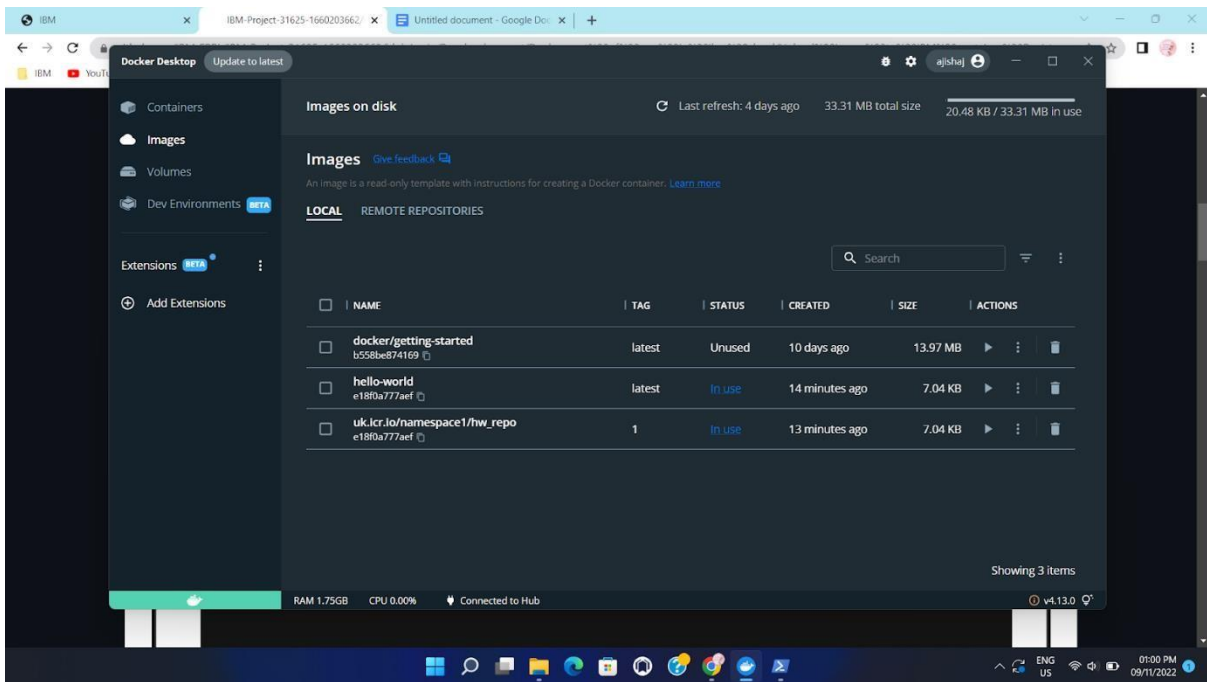 IBM
IBM-Project-31625-1660203662/
Untitled document - Google Doc
IBM
YouTu
Docker Desktop
Update to latest
ajishaj
Containers
Images
Volumes
Dev Environments BETA
Extensions BETA
Add Extensions
Images on disk
Last refresh: 4 days ago
33.31 MB total size
20.48 KB / 33.31 MB in use
Images Give feedback
An image is a read-only template with instructions for creating a Docker container. Learn more
LOCAL REMOTE REPOSITORIES
Search
NAME TAG STATUS CREATED SIZE ACTIONS
docker/getting-started latest Unused 10 days ago 13.97 MB
b558be874169
hello-world latest In use 14 minutes ago 7.04 KB
e18f0a777aef
uk.icr.io/namespace1/hw_repo 1 In use 13 minutes ago 7.04 KB
e18f0a777aef
Showing 3 items
RAM 1.75GB CPU 0.00% Connected to Hub
v4.13.0
ENG
US
01:00 PM
09/11/2022
1